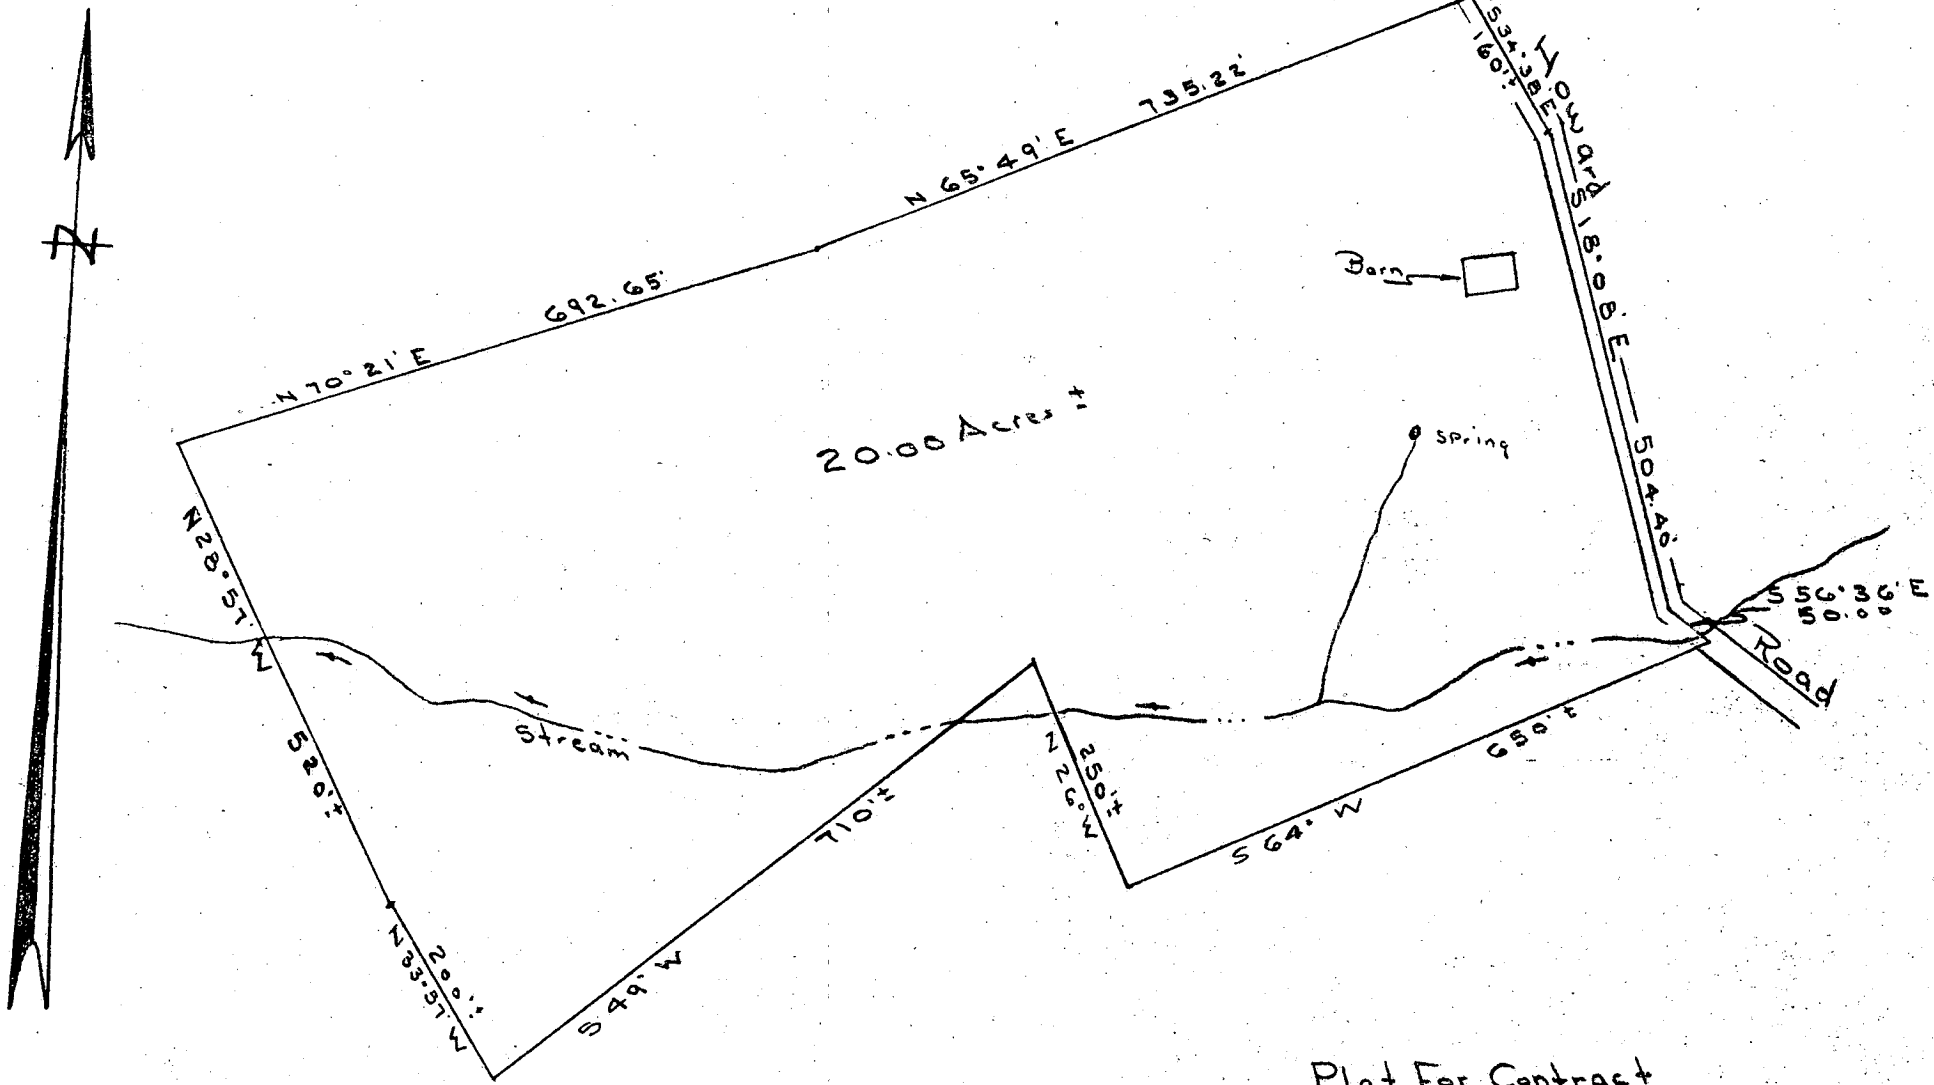 N
S34°38'E
160'±
Howard
735.22'
N 65° 49' E
S 18°08' E
Barn
692.65'
N 70° 21' E
20.00 Acres ±
spring
504.40'
N 28°57' W
S 56°36' E
50.00
Road
Stream
250'±
N 26° W
650'±
520'±
710'±
S 64° W
200'±
N 33°57' W
S 49° W
Plat For Contract